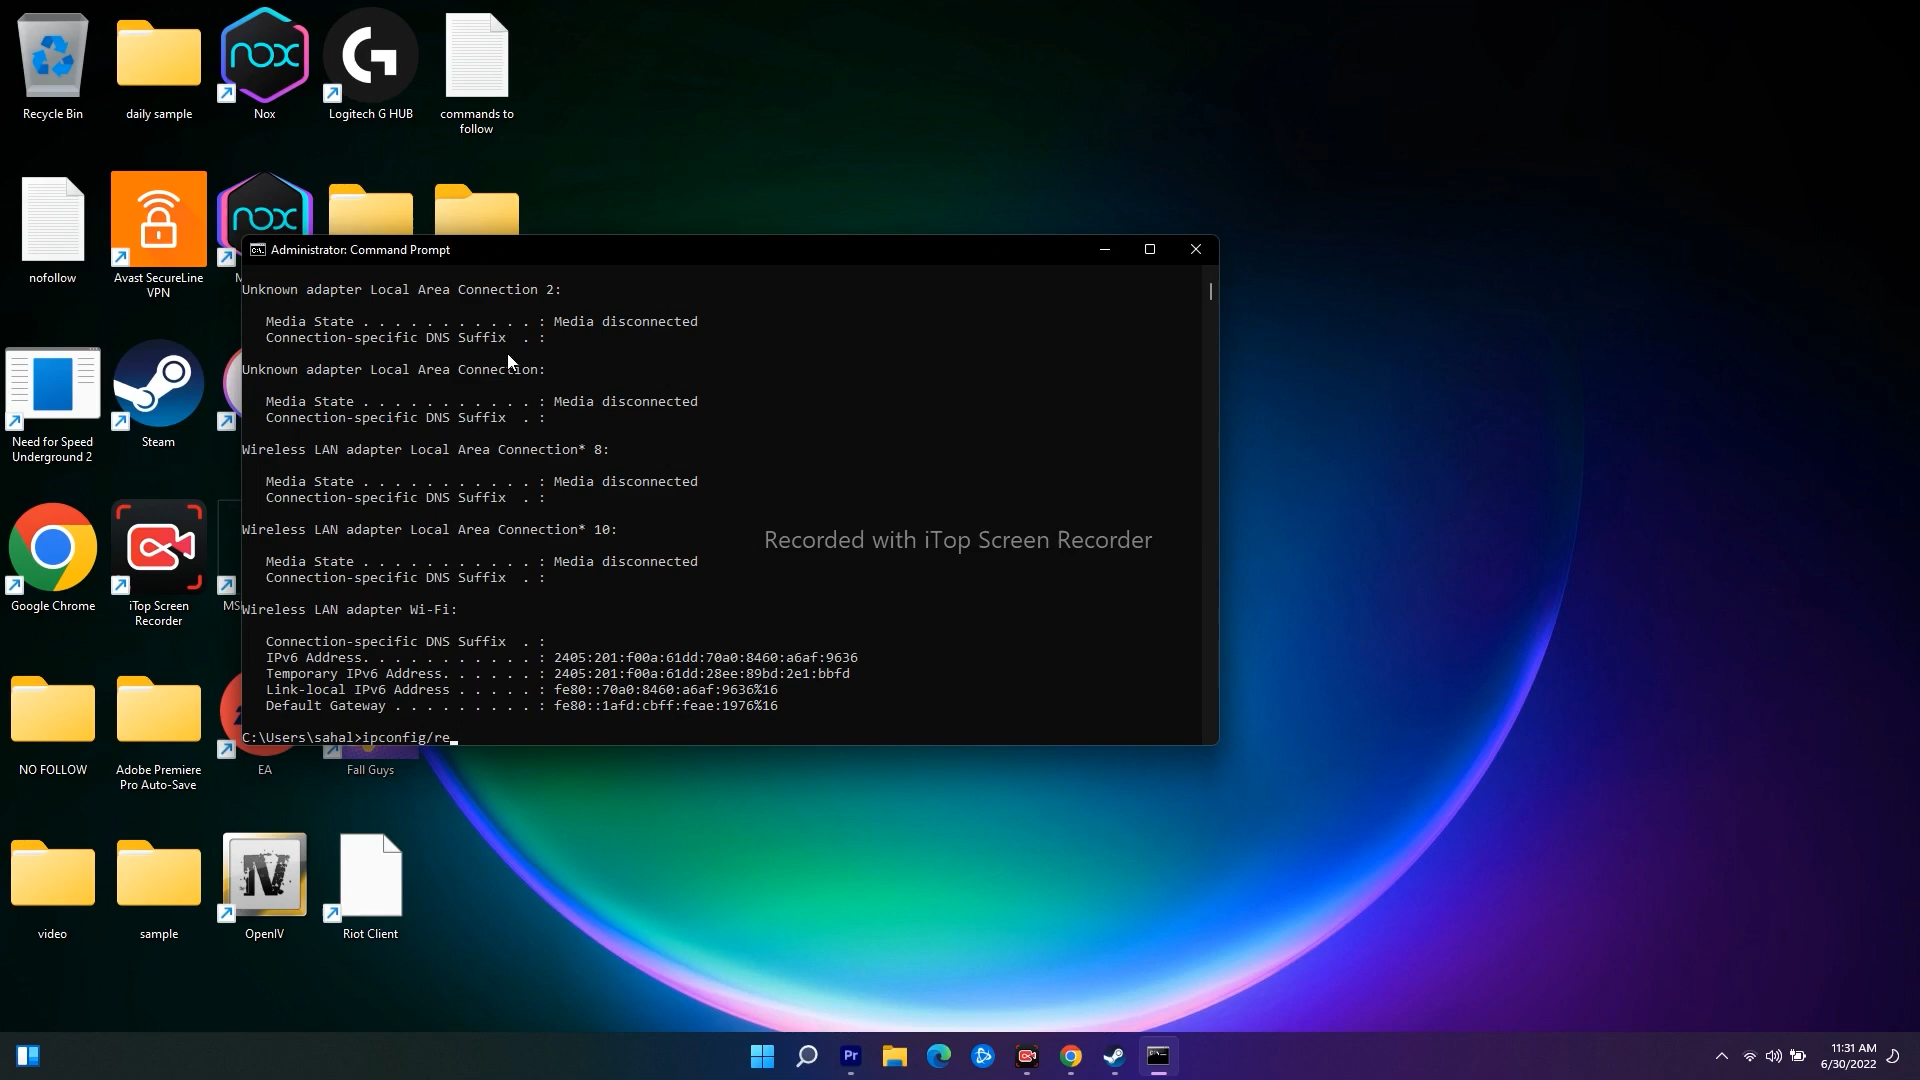 Recycle Bin
daily sample
nox
Nox
Logitech G HUB
commands to
follow
nofollow
Avast SecureLine
VPN
nox
Administrator: Command Prompt
Unknown adapter Local Area Connection 2:
Media State . . . . . . . . . . . : Media disconnected
Connection-specific DNS Suffix  . :
Unknown adapter Local Area Connection:
Media State . . . . . . . . . . . : Media disconnected
Connection-specific DNS Suffix  . :
Wireless LAN adapter Local Area Connection* 8:
Media State . . . . . . . . . . . : Media disconnected
Connection-specific DNS Suffix  . :
Wireless LAN adapter Local Area Connection* 10:
Media State . . . . . . . . . . . : Media disconnected
Connection-specific DNS Suffix  . :
Wireless LAN adapter Wi-Fi:
Connection-specific DNS Suffix  . :
IPv6 Address. . . . . . . . . . . : 2405:201:f00a:61dd:70a0:8460:a6af:9636
Temporary IPv6 Address. . . . . . : 2405:201:f00a:61dd:28ee:89bd:2e1:bbfd
Link-local IPv6 Address . . . . . : fe80::70a0:8460:a6af:9636%16
Default Gateway . . . . . . . . . : fe80::1afd:cbff:feae:1976%16
C:\Users\sahal>ipconfig/re_
Recorded with iTop Screen Recorder
Need for Speed
Underground 2
Steam
Google Chrome
iTop Screen
Recorder
MS
NO FOLLOW
Adobe Premiere
Pro Auto-Save
EA
Fall Guys
video
sample
IV
OpenIV
Riot Client
Pr
11:31 AM
6/30/2022